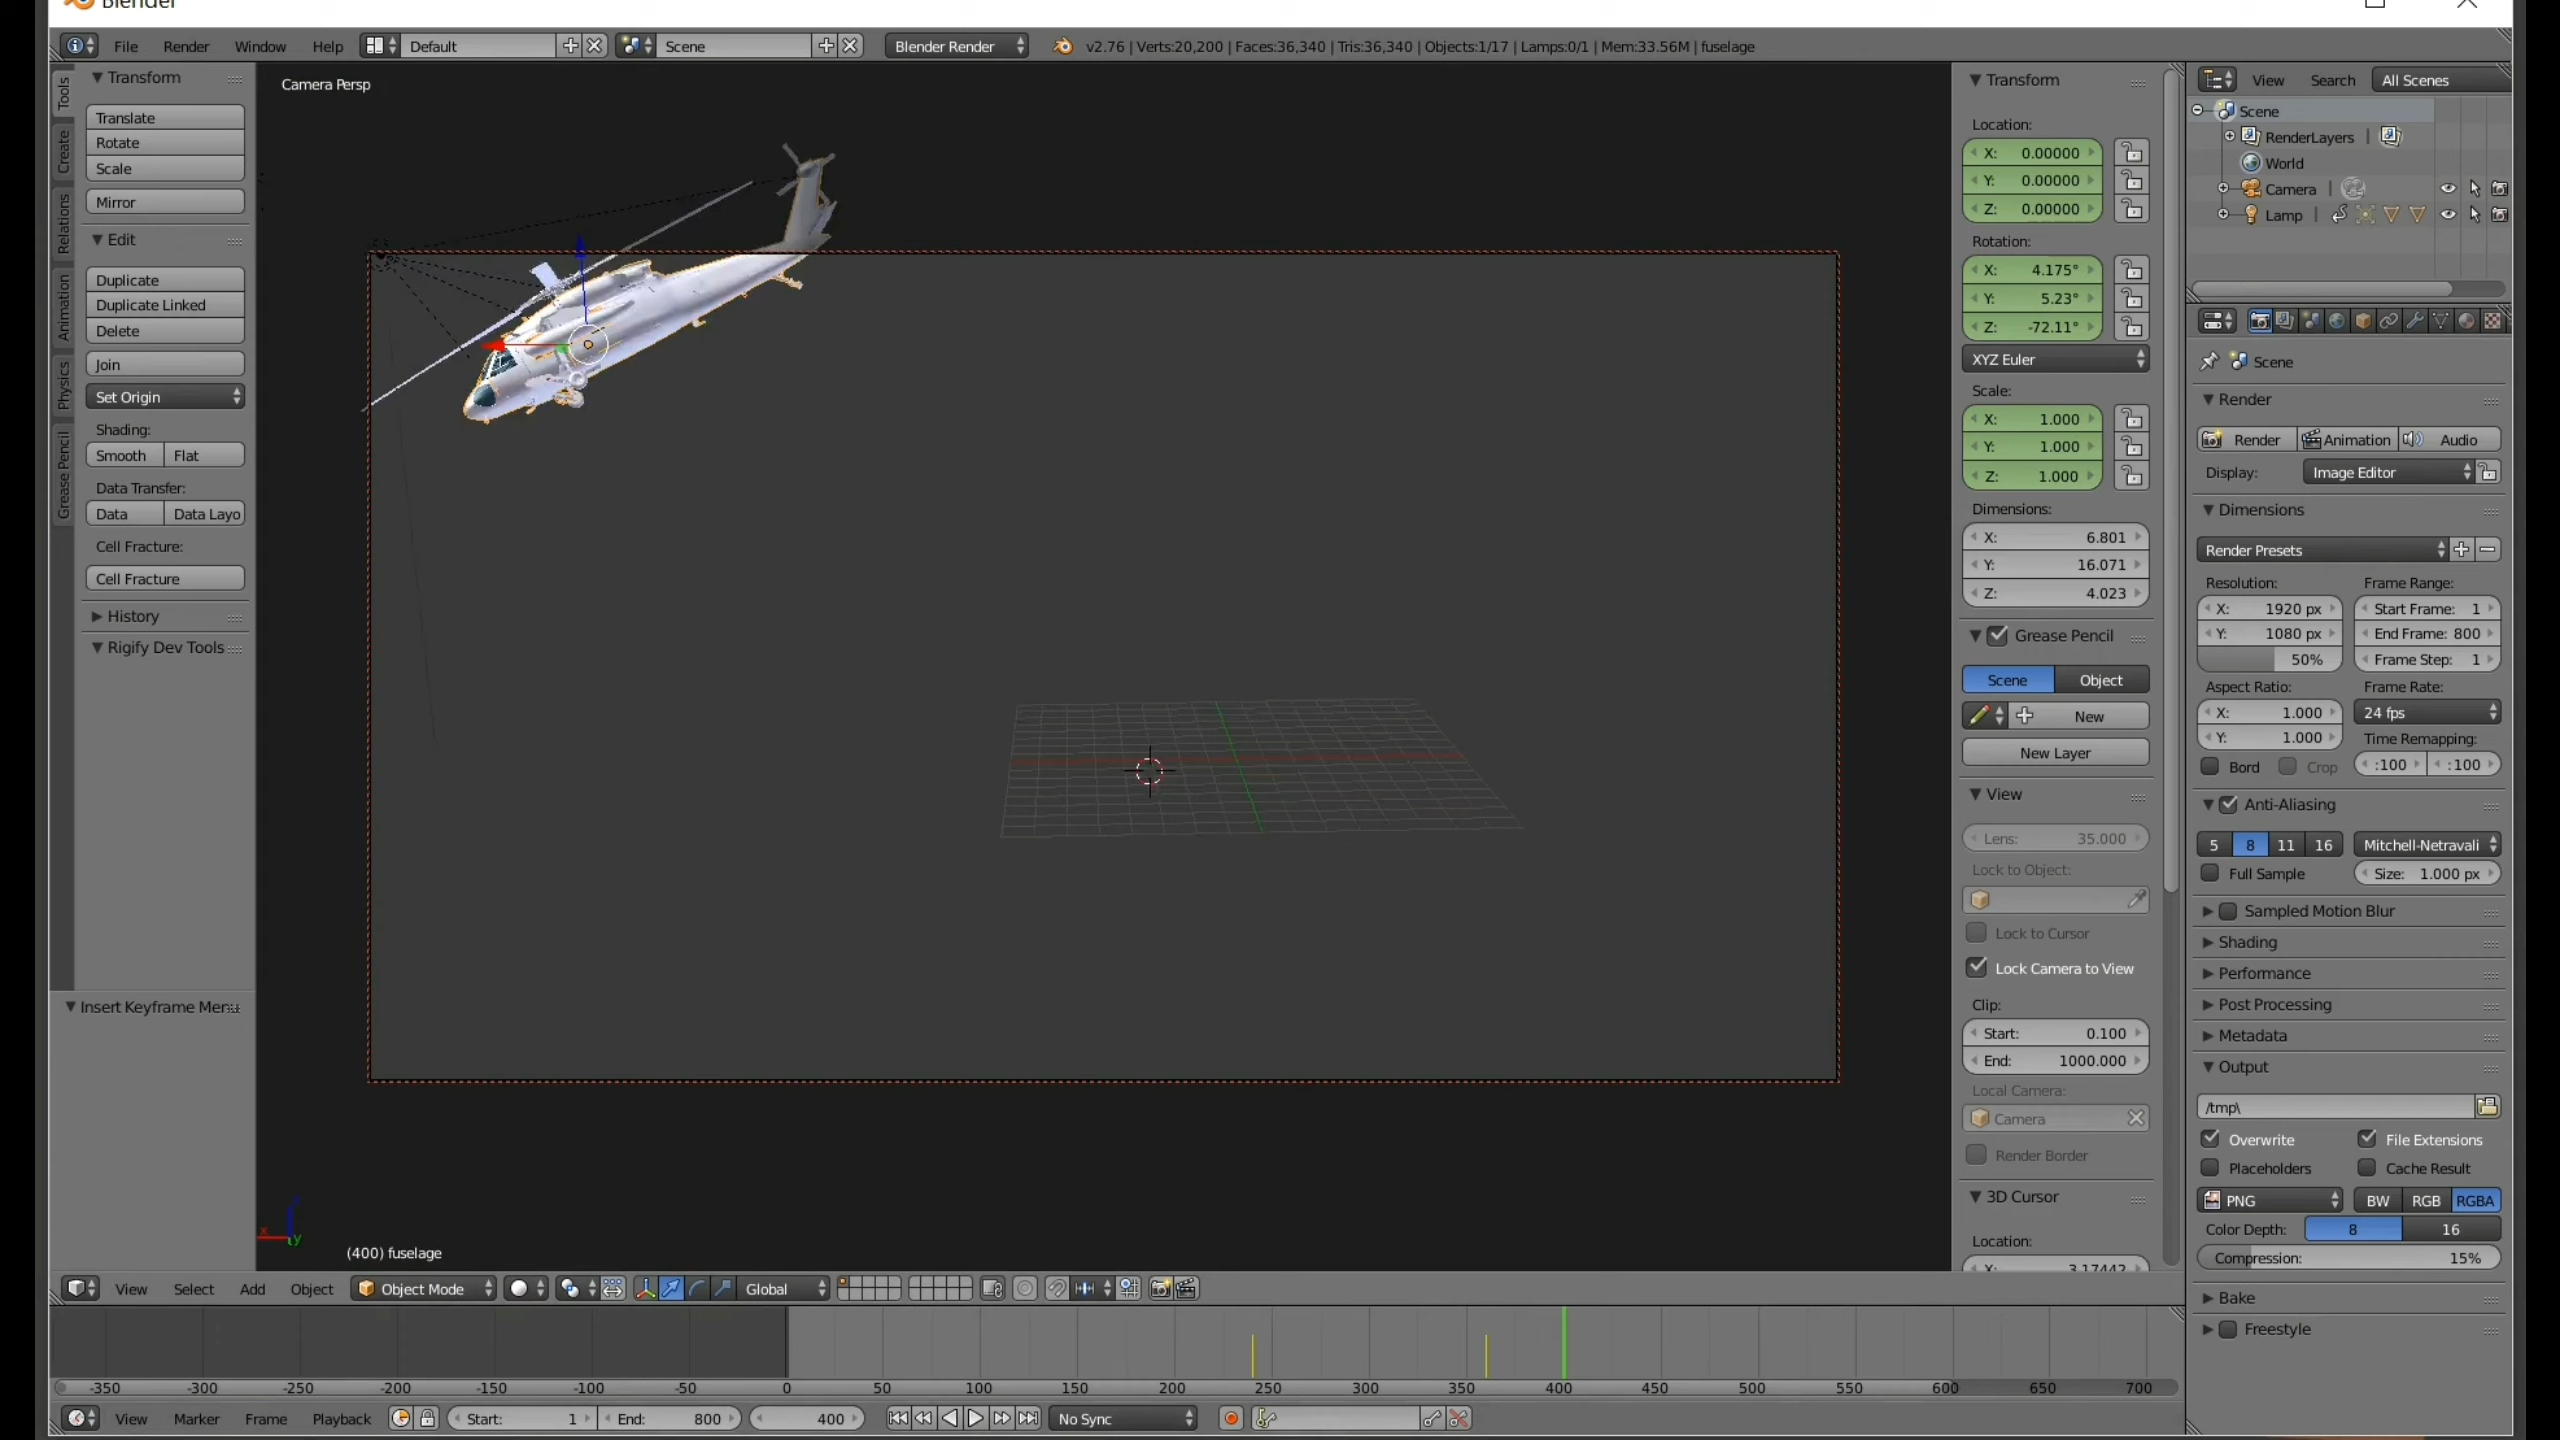 Blender
File Render Window Help Default Scene Blender Render v2.76 | Verts:20,200 | Faces:36,340 | Tris:36,340 | Objects:1/17 | Lamps:0/1 | Mem:33.56M | fuselage
Tools
Create
Relations
Animation
Physics
Grease Pencil
Transform
Translate
Rotate
Scale
Mirror
Edit
Duplicate
Duplicate Linked
Delete
Join
Set Origin
Shading:
Smooth Flat
Data Transfer:
Data Data Layo
Cell Fracture:
Cell Fracture
History
Rigify Dev Tools
Insert Keyframe Menu
Camera Persp
x
y
(400) fuselage
Transform
Location:
X: 0.00000
Y: 0.00000
Z: 0.00000
Rotation:
X: 4.175°
Y: 5.23°
Z: -72.11°
XYZ Euler
Scale:
X: 1.000
Y: 1.000
Z: 1.000
Dimensions:
X: 6.801
Y: 16.071
Z: 4.023
Grease Pencil
Scene Object
New
New Layer
View
Lens: 35.000
Lock to Object:
Lock to Cursor
Lock Camera to View
Clip:
Start: 0.100
End: 1000.000
Local Camera:
Camera
Render Border
3D Cursor
Location:
X: 3.17442
View Search All Scenes
Scene
RenderLayers |
World
Camera |
Lamp |
Scene
Render
Render Animation Audio
Display: Image Editor
Dimensions
Render Presets
Resolution: Frame Range:
X: 1920 px Start Frame: 1
Y: 1080 px End Frame: 800
50% Frame Step: 1
Aspect Ratio: Frame Rate:
X: 1.000 24 fps
Y: 1.000 Time Remapping:
Bord Crop :100 :100
Anti-Aliasing
5 8 11 16 Mitchell-Netravali
Full Sample Size: 1.000 px
Sampled Motion Blur
Shading
Performance
Post Processing
Metadata
Output
/tmp\
Overwrite File Extensions
Placeholders Cache Result
PNG BW RGB RGBA
Color Depth: 8 16
Compression: 15%
Bake
Freestyle
View Select Add Object Object Mode Global
-350 -300 -250 -200 -150 -100 -50 0 50 100 150 200 250 300 350 400 450 500 550 600 650 700
View Marker Frame Playback Start: 1 End: 800 400 No Sync